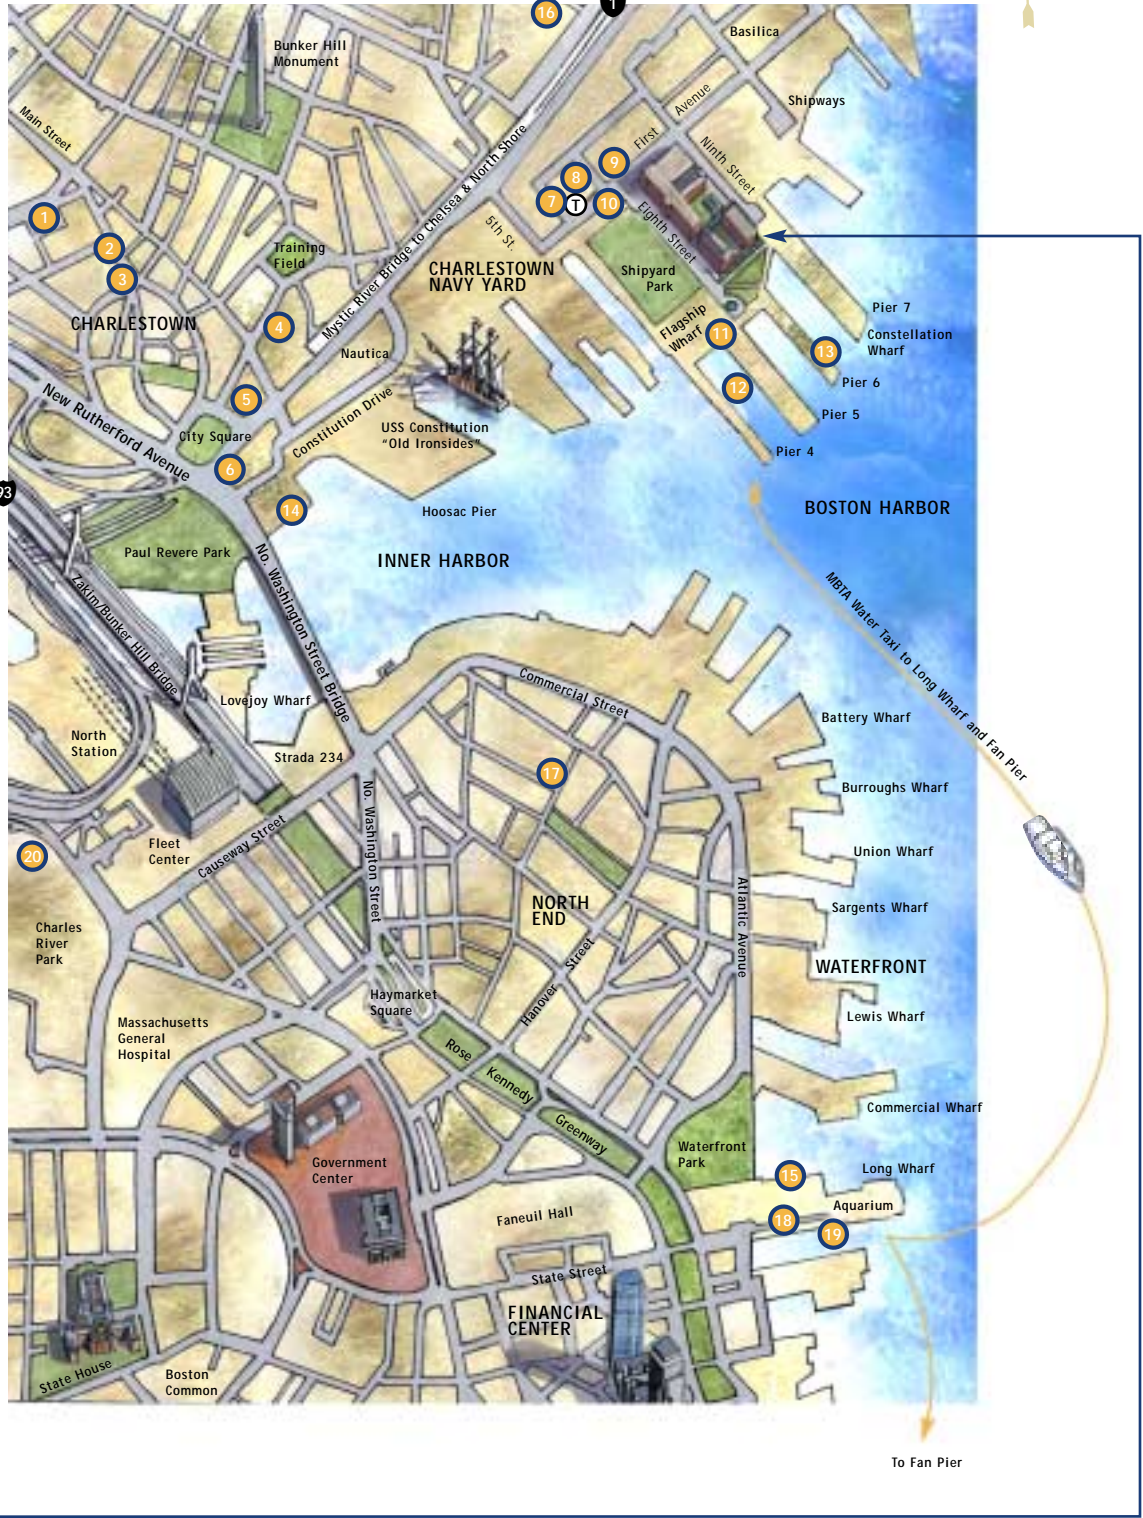 16
1
Basilica
Bunker Hill
Monument
Main Street
Avenue
Shipways
First
9
Ninth Street
Mystic River Bridge to Chelsea & North Shore
8
7
T
10
1
Eighth Street
5th St.
2
Training
Field
3
CHARLESTOWN
NAVY YARD
Shipyard
Park
CHARLESTOWN
4
Flagship
Wharf
11
Pier 7
Constellation
Wharf
13
Nautica
12
Pier 6
5
New Rutherford Avenue
Constitution Drive
Pier 5
City Square
USS Constitution
“Old Ironsides”
Pier 4
6
93
14
Hoosac Pier
BOSTON HARBOR
Paul Revere Park
INNER HARBOR
No. Washington Street Bridge
MBTA Water Taxi to Long Wharf and Fan Pier
Zakim/Bunker Hill Bridge
Lovejoy Wharf
Commercial Street
Battery Wharf
North
Station
Strada 234
17
Burroughs Wharf
No. Washington Street
Fleet
Center
Causeway Street
20
Union Wharf
Atlantic Avenue
NORTH
END
Sargents Wharf
Charles
River
Park
Hanover Street
WATERFRONT
Haymarket
Square
Lewis Wharf
Massachusetts
General
Hospital
Rose
Kennedy
Greenway
Commercial Wharf
Waterfront
Park
Government
Center
15
Long Wharf
Aquarium
Faneuil Hall
18
19
State Street
FINANCIAL
CENTER
State House
Boston
Common
To Fan Pier